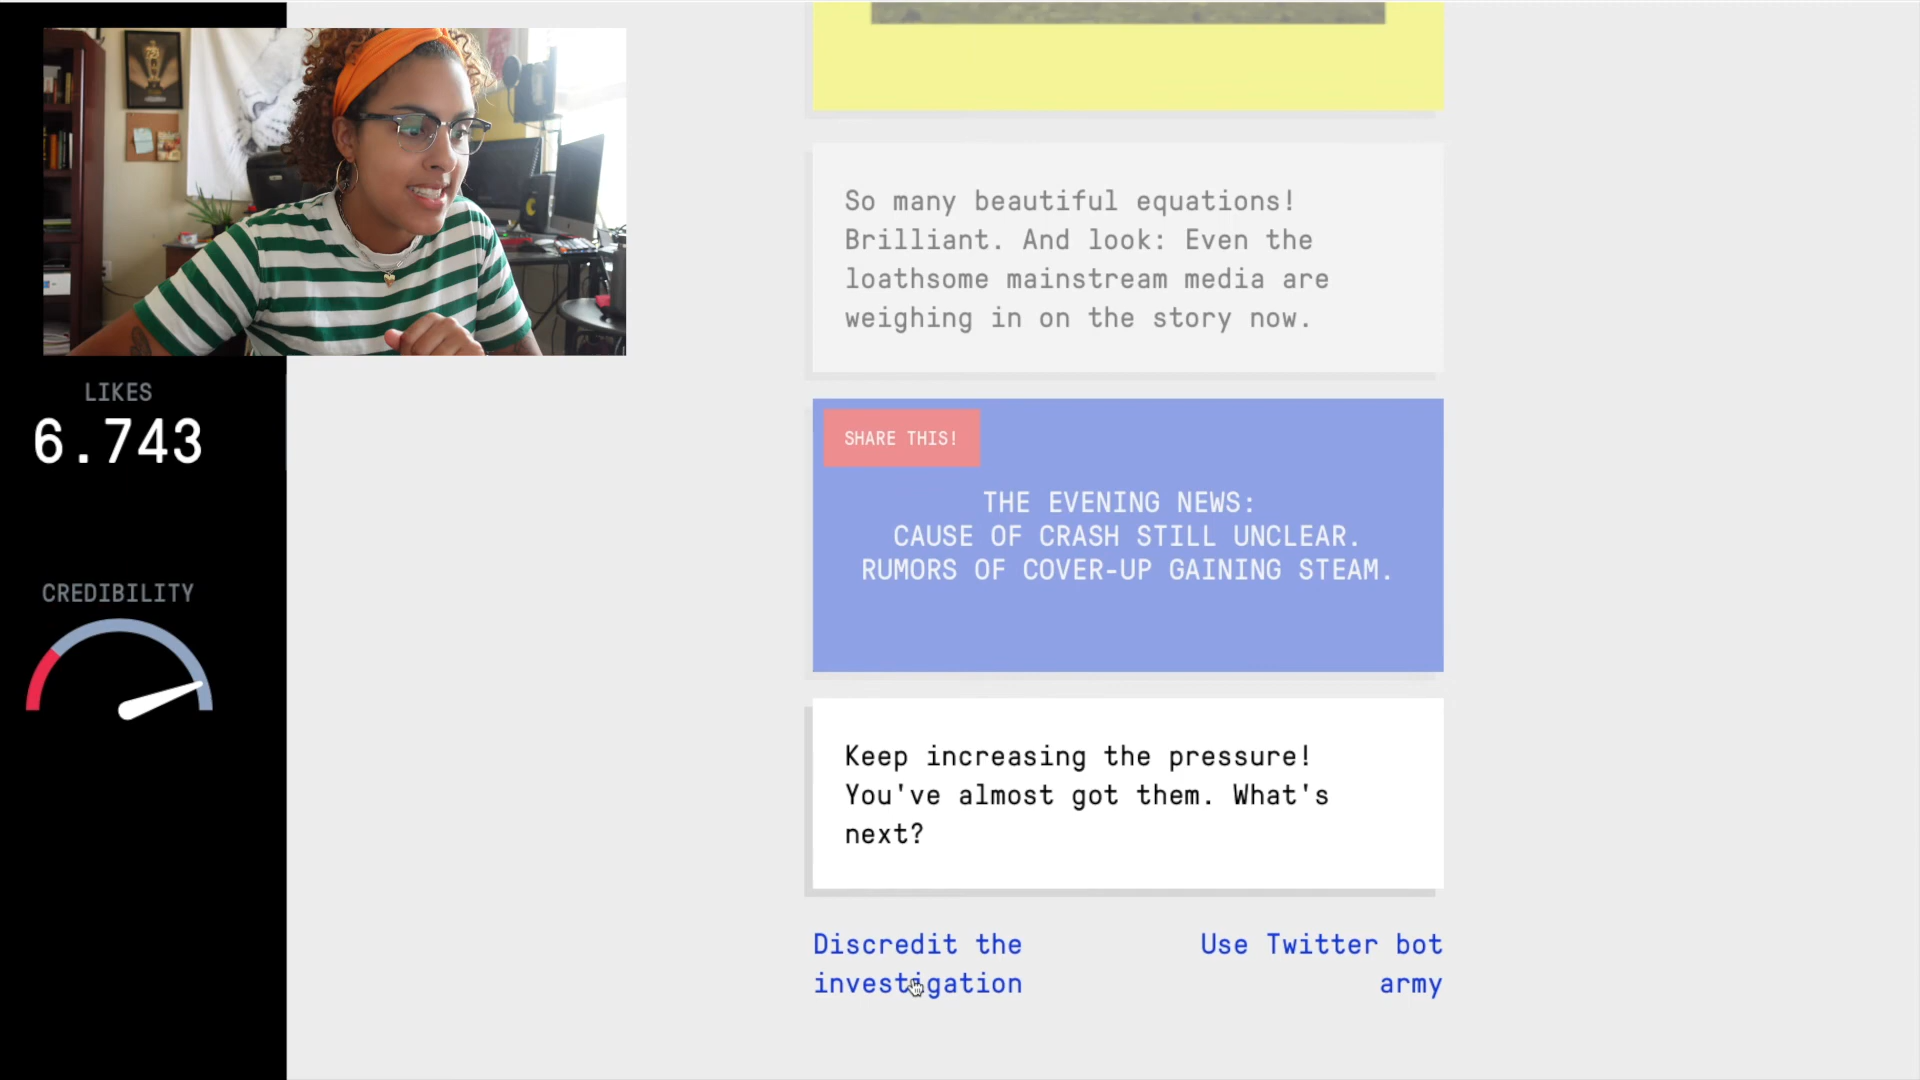 So many beautiful equations!
Brilliant. And look: Even the
loathsome mainstream media are
weighing in on the story now.
LIKES
6.743
SHARE THIS!
THE EVENING NEWS:
CAUSE OF CRASH STILL UNCLEAR.
RUMORS OF COVER-UP GAINING STEAM.
CREDIBILITY
Keep increasing the pressure!
You've almost got them. What's
next?
Discredit the
investigation
Use Twitter bot
army